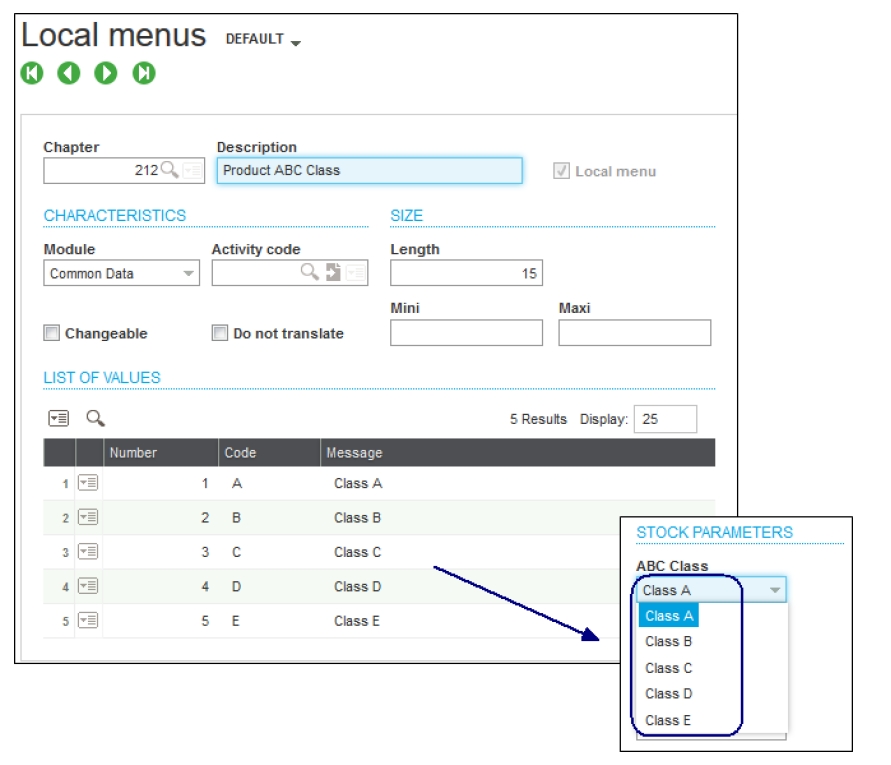 Local menus DEFAULT
Chapter Description
212 Product ABC Class Local menu
CHARACTERISTICS SIZE
Module Activity code Length
Common Data 15
Mini Maxi
Changeable Do not translate
LIST OF VALUES
5 Results Display: 25
Number Code Message
1 1 A Class A
2 2 B Class B
3 3 C Class C
4 4 D Class D
5 5 E Class E
STOCK PARAMETERS
ABC Class
Class A
Class A
Class B
Class C
Class D
Class E